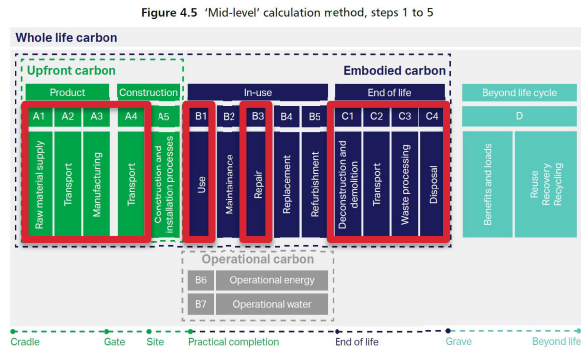 Figure 4.5 'Mid-level' calculation method, steps 1 to 5
Whole life carbon
Upfront carbon
Embodied carbon
Product
Construction
In-use
End of life
Beyond life cycle
A1
A2
A3
A4
A5
B1
B2
B3
B4
B5
C1
C2
C3
C4
D
Raw material supply
Transport
Manufacturing
Transport
Construction and
installation processes
Use
Maintainance
Repair
Replacement
Refurbishment
Deconstruction and
demolition
Transport
Waste processing
Disposal
Benefits and loads
Reuse
Recovery
Recycling
Operational carbon
B6
Operational energy
B7
Operational water
Cradle
Gate
Site
Practical completion
End of life
Grave
Beyond life